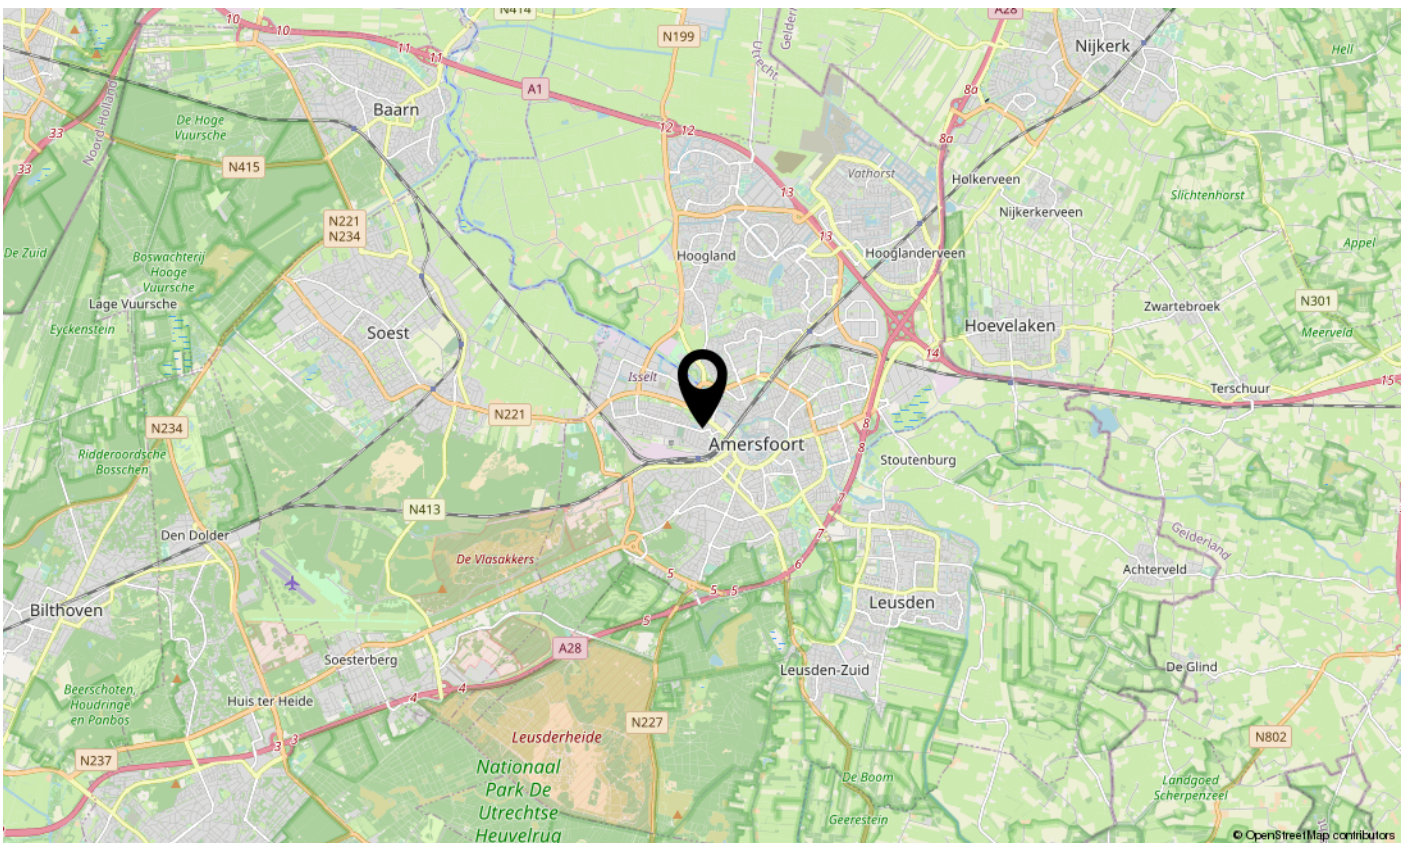 N414
A28
10
10
N199
Gelderland
Utrecht
Nijkerk
Hell
11
11
A1
8a
Baarn
De Hoge
Vuursche
Noord-Holland
33
33
12
12
8a
N415
13
Vathorst
Holkerveen
Slichtenhorst
Nijkerkerveen
N221
N234
13
De Zuid
Boswachterij
Hooge
Vuursche
Hoogland
Hooglanderveen
Appel
Lage Vuursche
N301
Zwartebroek
Eyckenstein
Soest
Hoevelaken
Meerveld
14
Isselt
15
Terschuur
N221
N234
8
Amersfoort
8
Ridderoordsche
Bosschen
Stoutenburg
7
N413
Den Dolder
7
Gelderland
De Vlasakkers
6
Achterveld
5
5
5
Bilthoven
Leusden
5
A28
Soesterberg
Leusden-Zuid
De Glind
4
4
Beerschoten,
Houdringe
en Panbos
Huis ter Heide
N227
Leusderheide
N802
3
3
N237
Nationaal
Park De
Utrechtse
Heuvelrug
De Boom
Landgoed
Scherpenzeel
Geerestein
© OpenStreetMap contributors